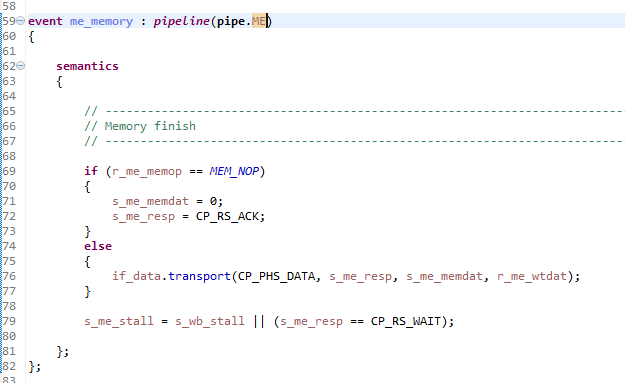 58
59 event me_memory : pipeline(pipe.ME)
60 {
61
62 semantics
63 {
64
65 // --------------------------------------------------------------------------
66 // Memory finish
67 // --------------------------------------------------------------------------
68
69 if (r_me_memop == MEM_NOP)
70 {
71 s_me_memdat = 0;
72 s_me_resp = CP_RS_ACK;
73 }
74 else
75 {
76 if_data.transport(CP_PHS_DATA, s_me_resp, s_me_memdat, r_me_wtdat);
77 }
78
79 s_me_stall = s_wb_stall || (s_me_resp == CP_RS_WAIT);
80
81 };
82 };
83